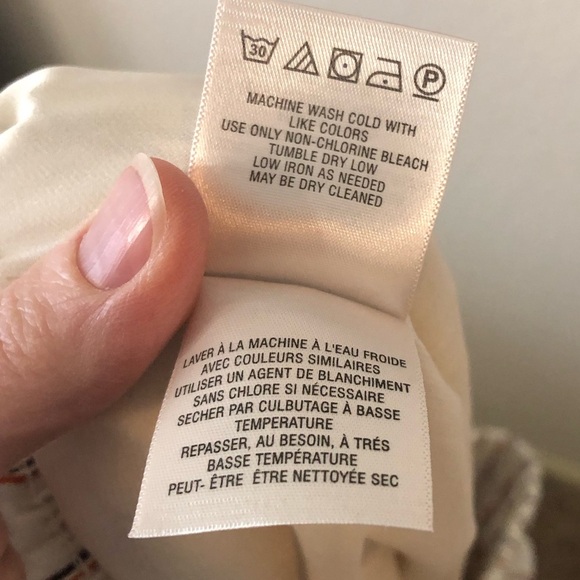 30 P
MACHINE WASH COLD WITH
LIKE COLORS
USE ONLY NON-CHLORINE BLEACH
TUMBLE DRY LOW
LOW IRON AS NEEDED
MAY BE DRY CLEANED
LAVER À LA MACHINE À L'EAU FROIDE
AVEC COULEURS SIMILAIRES
UTILISER UN AGENT DE BLANCHIMENT
SANS CHLORE SI NÉCESSAIRE
SECHER PAR CULBUTAGE À BASSE
TEMPERATURE
REPASSER, AU BESOIN, À TRÉS
BASSE TEMPÉRATURE
PEUT- ÊTRE ÊTRE NETTOYÉE SEC